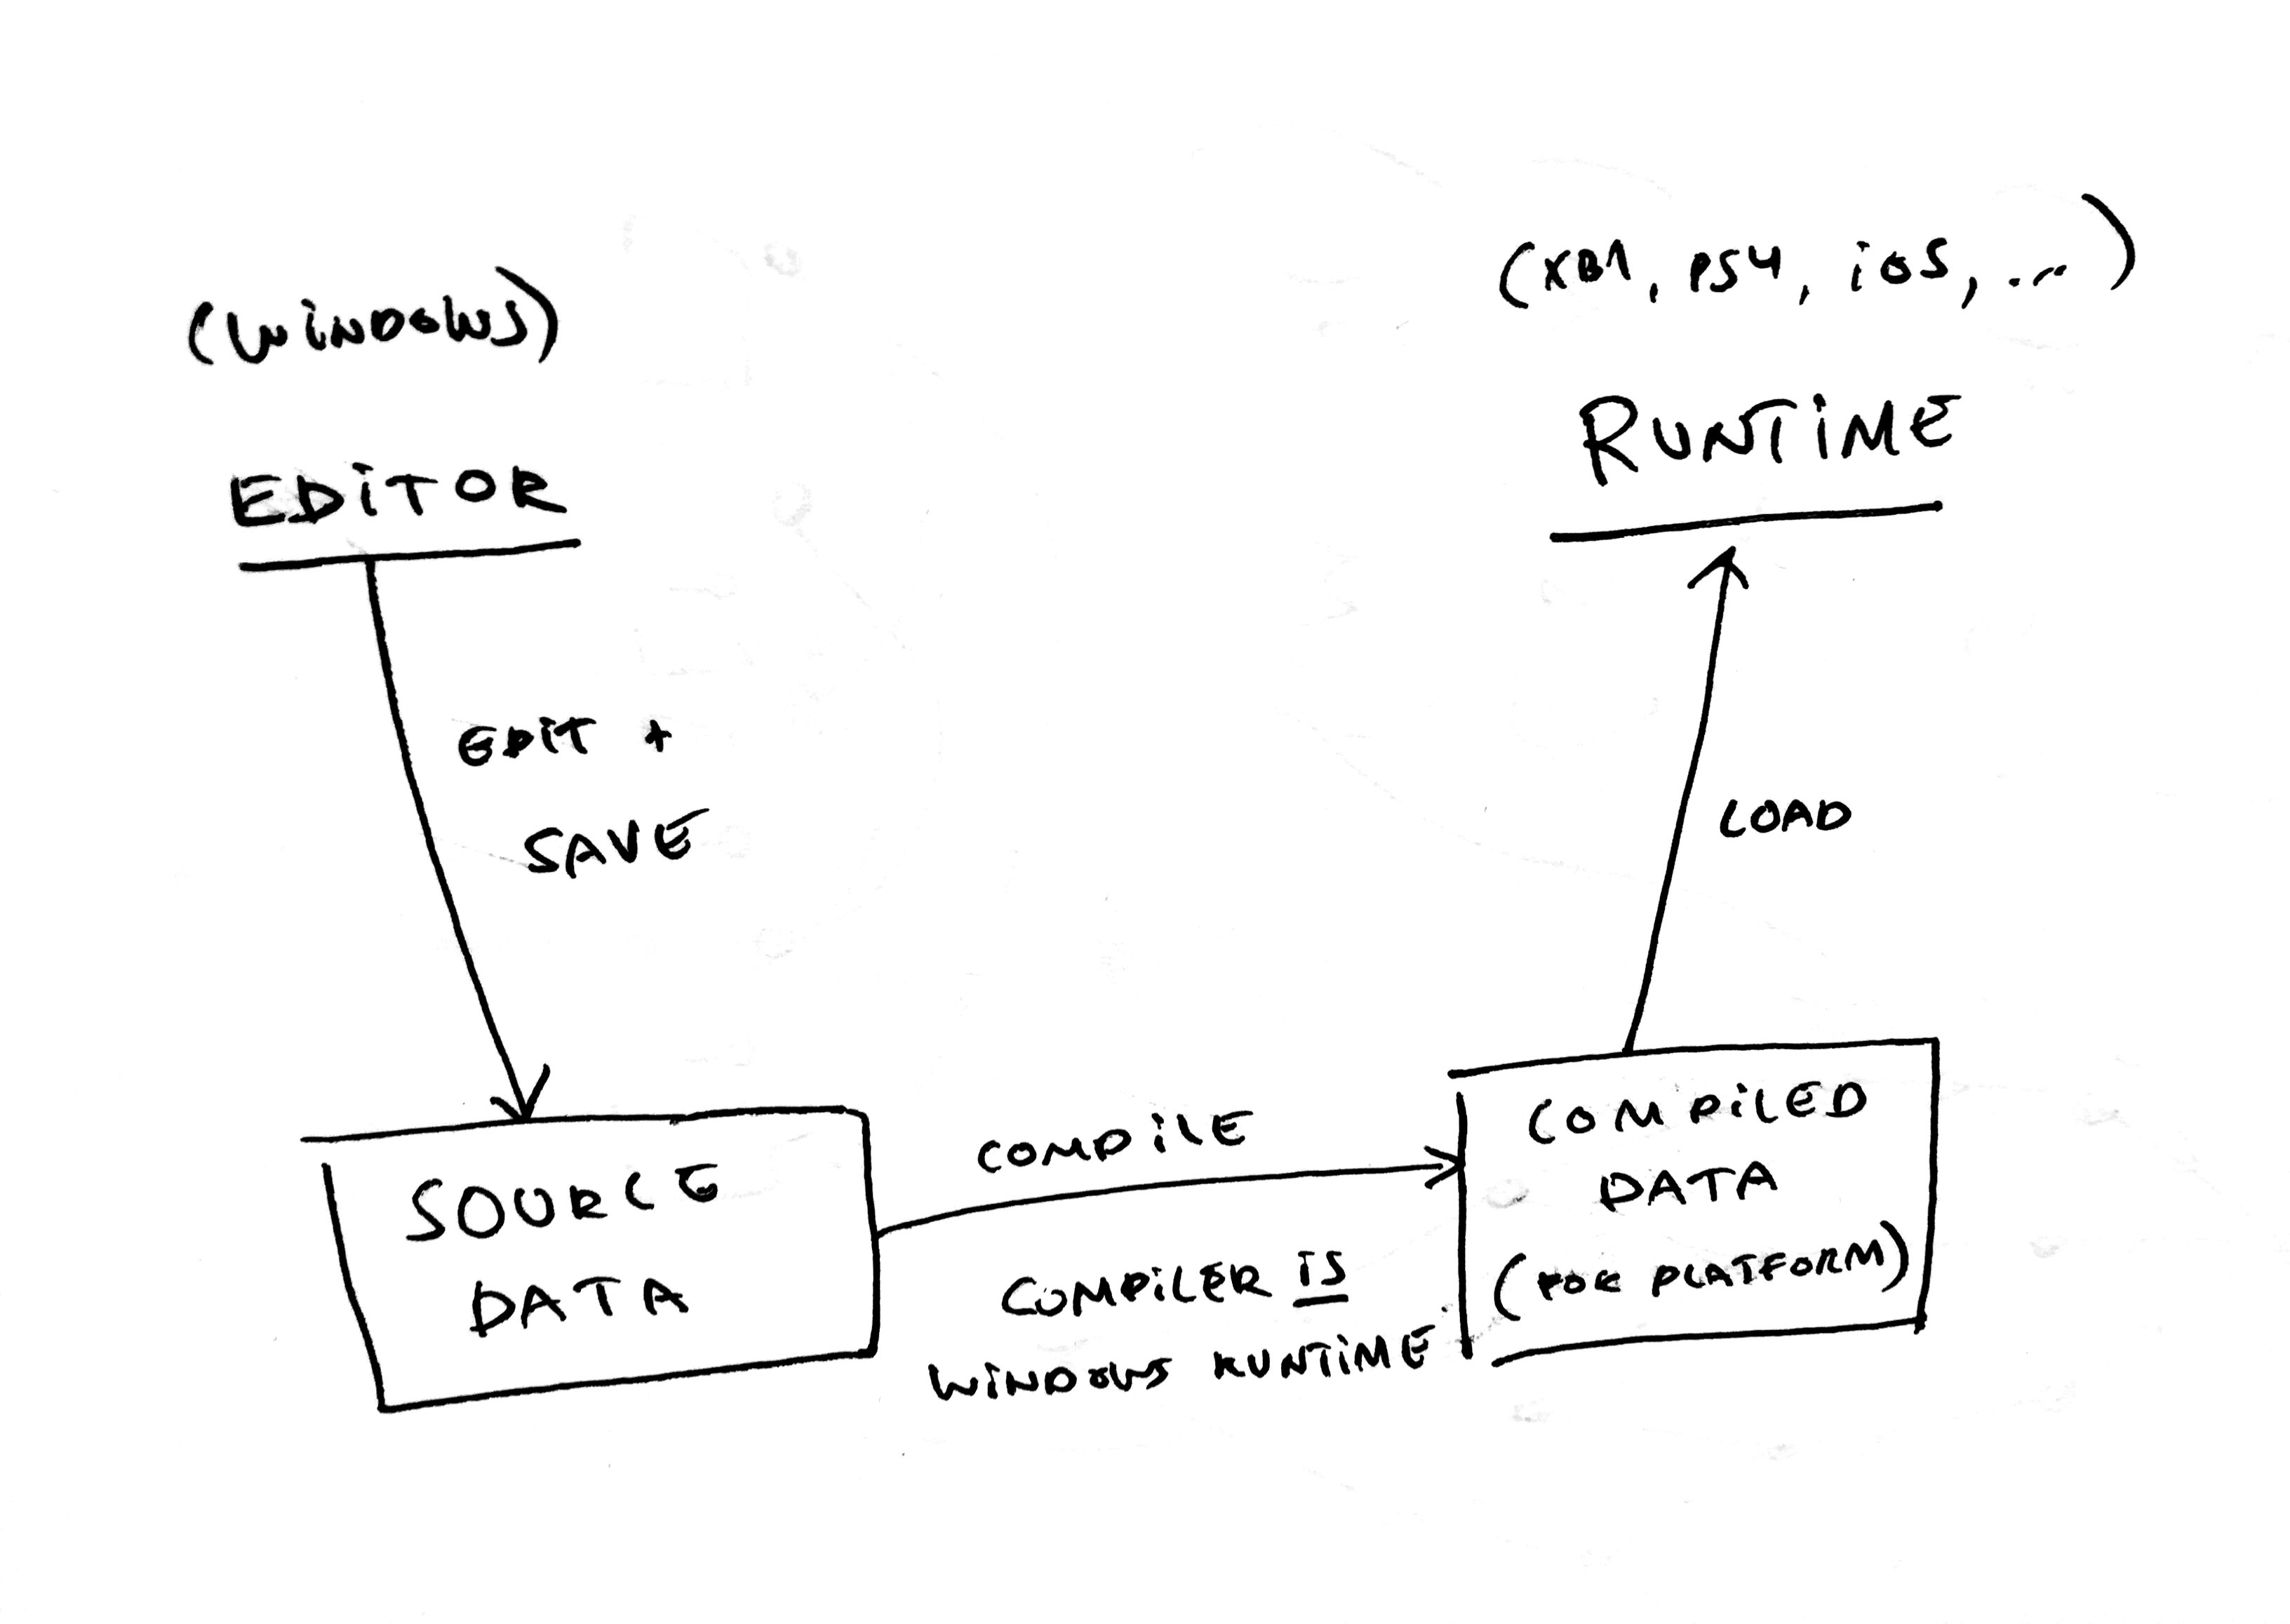 (WINDOWS)
EDITOR
EDIT +
SAVE
SOURCE
DATA
COMPILE
COMPILER IS
WINDOWS RUNTIME
(XB1, PS4, iOS, ...)
RUNTIME
LOAD
COMPILED
DATA
(FOR PLATFORM)